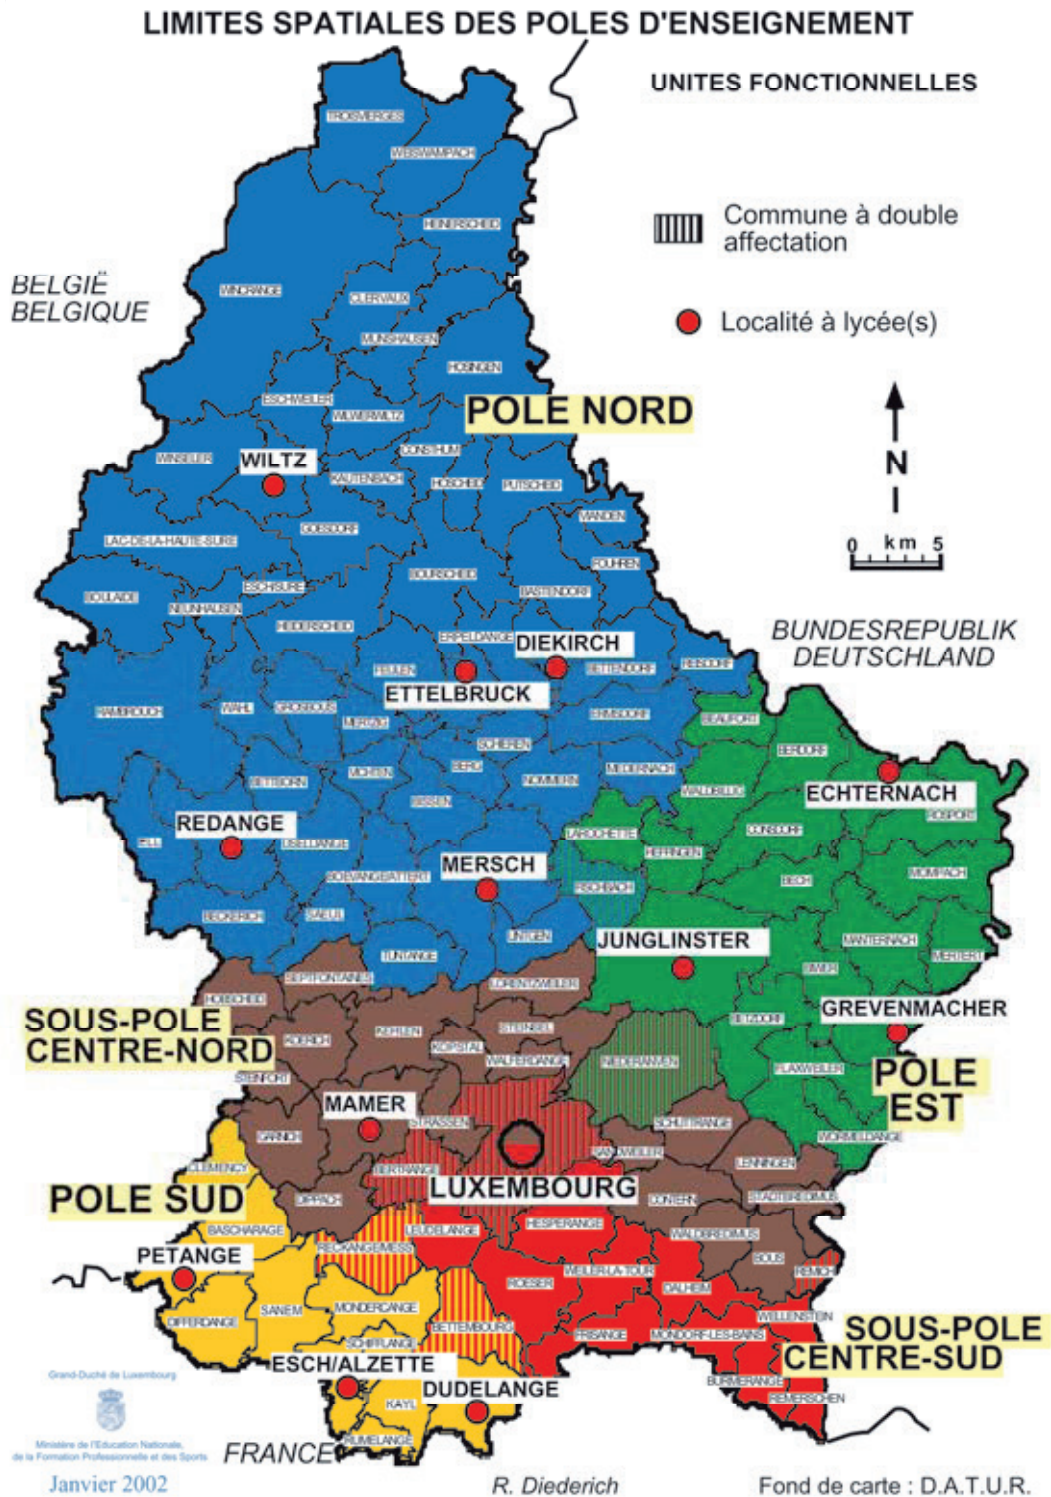 LIMITES SPATIALES DES POLES D'ENSEIGNEMENT
UNITES FONCTIONNELLES
Commune à double
affectation
Localité à lycée(s)
BELGIË
BELGIQUE
N
0 km 5
BUNDESREPUBLIK
DEUTSCHLAND
TROISVIERGES
WEISWAMPACH
HEINERSCHEID
WINCRANGE
CLERVAUX
MUNSHAUSEN
HOSINGEN
ESCHWEILER
WILWERWILTZ
POLE NORD
CONSTHUM
WINSELER
WILTZ
KAUTENBACH
HOSCHEID
PUTSCHEID
VIANDEN
GOESDORF
LAC-DE-LA-HAUTE-SURE
FOUHREN
BOURSCHEID
BASTENDORF
ESCH/SURE
BOULAIDE
NEUNHAUSEN
HEIDERSCHEID
ERPELDANGE
DIEKIRCH
FEULEN
BETTENDORF
REISDORF
ETTELBRUCK
RAMBROUCH
WAHL
GROSBOUS
MERTZIG
ERMSDORF
BEAUFORT
SCHIEREN
BERDORF
BERG
VICHTEN
MEDERNACH
BETTBORN
NOMMERN
WALDBILLIG
ECHTERNACH
BISSEN
ROSPORT
REDANGE
CONSDORF
LAROCHETTE
ELL
USELDANGE
HEFFINGEN
MERSCH
BOEVANGE/ATTERT
BECH
MOMPACH
FISCHBACH
BECKERICH
SAEUL
LINTGEN
JUNGLINSTER
MANTERNACH
TUNTANGE
MERTERT
BIWER
SEPTFONTAINES
LORENTZWEILER
HOBSCHEID
GREVENMACHER
BETZDORF
SOUS-POLE
CENTRE-NORD
STEINSEL
KEHLEN
KOERICH
KOPSTAL
WALFERDANGE
NIEDERANVEN
FLAXWEILER
POLE
EST
STEINFORT
MAMER
STRASSEN
SCHUTTRANGE
GARNICH
WORMELDANGE
SANDWEILER
LENNINGEN
CLEMENCY
BERTRANGE
LUXEMBOURG
POLE SUD
DIPPACH
CONTERN
STADTBREDIMUS
BASCHARAGE
LEUDELANGE
HESPERANGE
WALDBREDIMUS
RECKANGE/MESS
PETANGE
BOUS
REMICH
WEILER-LA-TOUR
ROESER
DALHEIM
SANEM
MONDERCANGE
DIFFERDANGE
WELLENSTEIN
BETTEMBOURG
FRISANGE
MONDORF-LES-BAINS
SOUS-POLE
CENTRE-SUD
SCHIFFLANGE
ESCH/ALZETTE
DUDELANGE
BURMERANGE
REMERSCHEN
KAYL
RUMELANGE
Grand-Duché de Luxembourg
Ministère de l'Education Nationale,
de la Formation Professionnelle et des Sports
Janvier 2002
FRANCE
R. Diederich
Fond de carte : D.A.T.U.R.